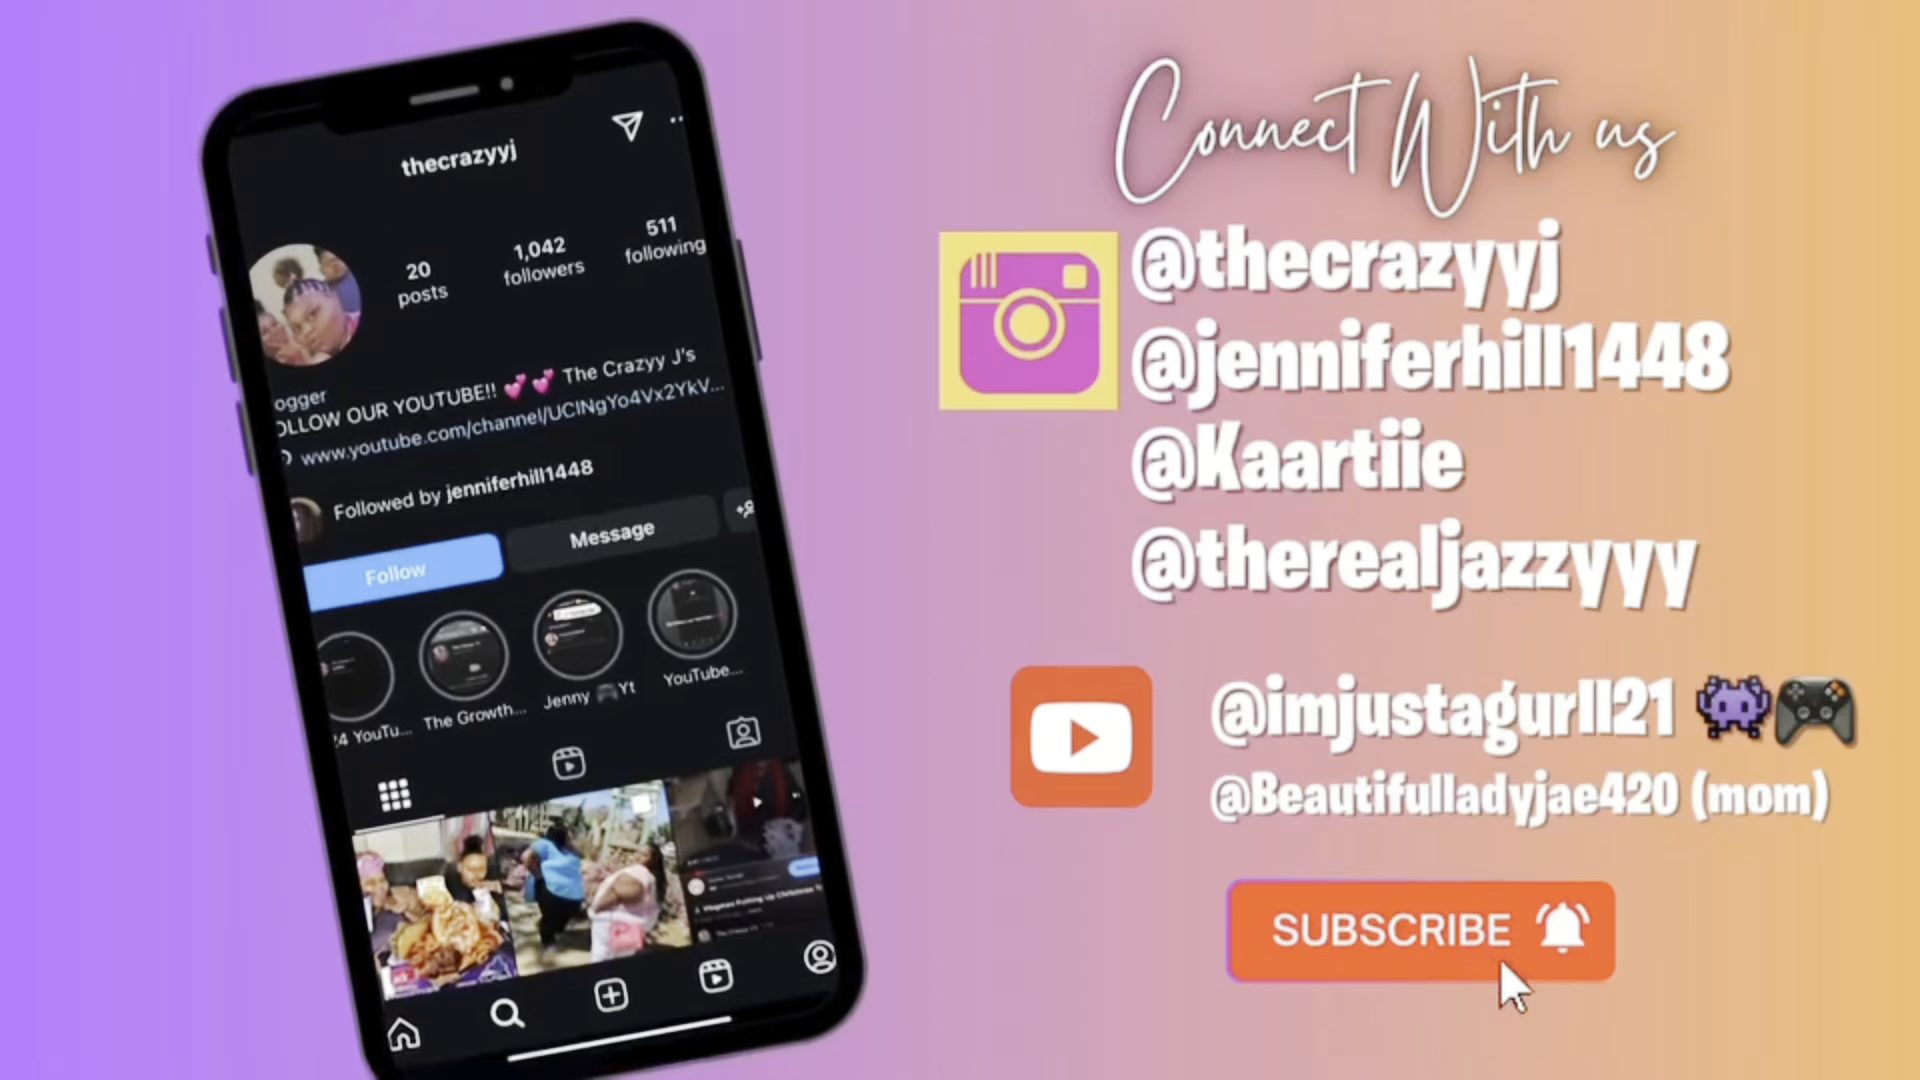 thecrazyyj
20
posts
1,042
followers
511
following
ogger
OLLOW OUR YOUTUBE!! 💕 💕 The Crazyy J's
www.youtube.com/channel/UCINgYo4Vx2YkV...
Followed by jenniferhill1448
Follow
Message
24 YouTu...
The Growth...
Jenny 🎮 Yt
YouTube...
Connect With us
@thecrazyyj
@jenniferhill1448
@Kaartiie
@therealjazzyyy
@imjustagurll21 👾🎮
@Beautifulladyjae420 (mom)
SUBSCRIBE